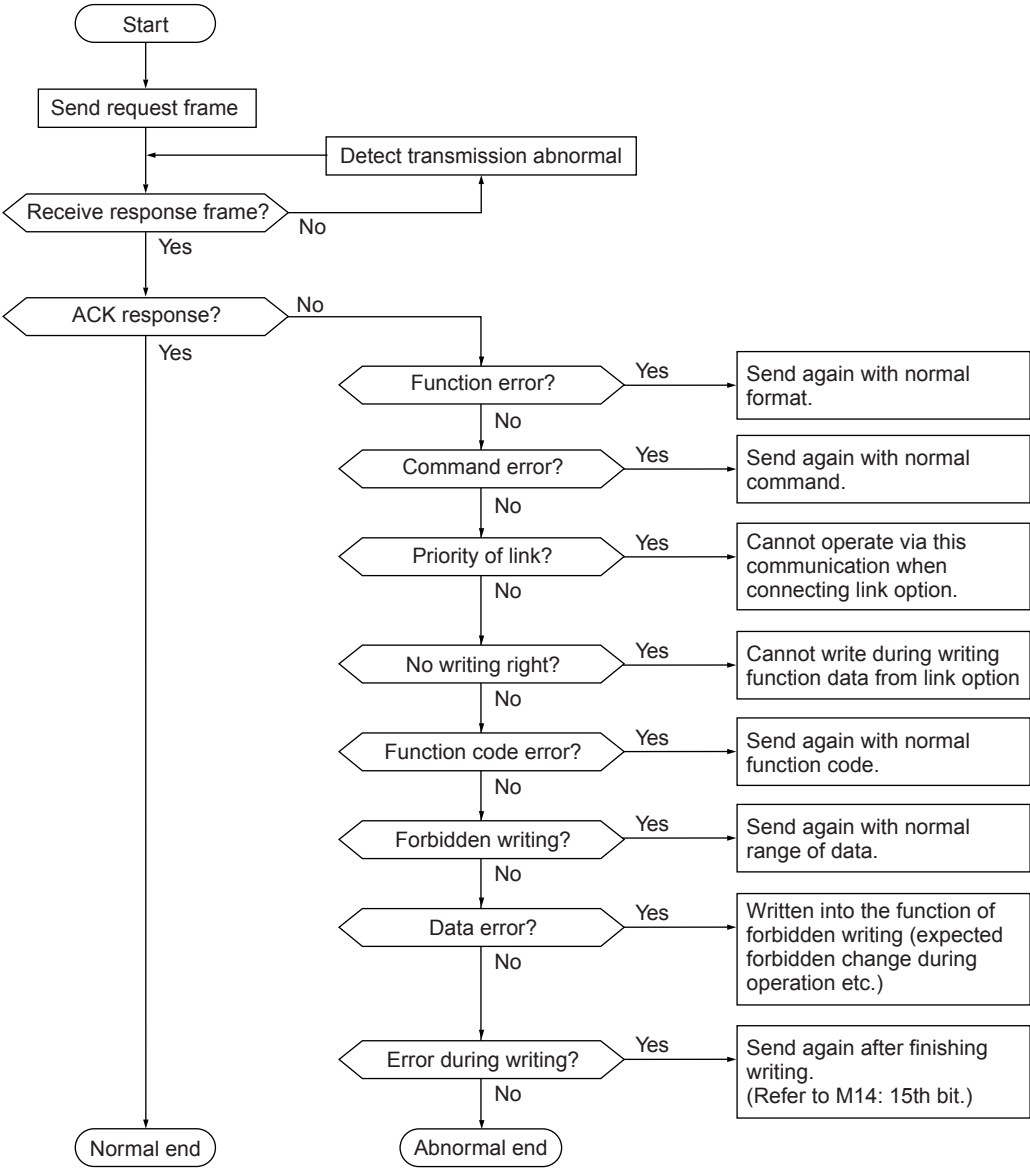 Start
Send request frame
Detect transmission abnormal
Receive response frame?
No
Yes
ACK response?
No
Yes
Function error?
Yes
Send again with normal
format.
No
Command error?
Yes
Send again with normal
command.
No
Priority of link?
Yes
Cannot operate via this
communication when
connecting link option.
No
No writing right?
Yes
Cannot write during writing
function data from link option
No
Function code error?
Yes
Send again with normal
function code.
No
Forbidden writing?
Yes
Send again with normal
range of data.
No
Data error?
Yes
Written into the function of
forbidden writing (expected
forbidden change during
operation etc.)
No
Error during writing?
Yes
Send again after finishing
writing.
(Refer to M14: 15th bit.)
No
Normal end
Abnormal end